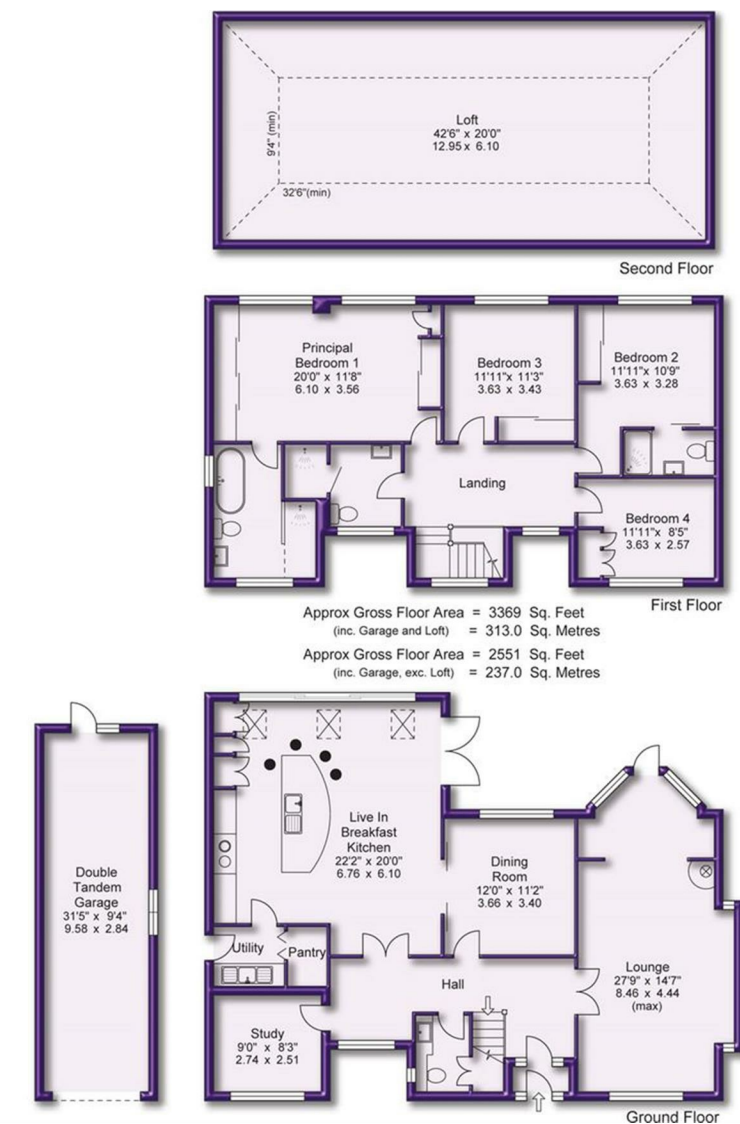 Loft
42'6" x 20'0"
12.95 x 6.10
9'4" (min)
32'6"(min)
Second Floor
Principal
Bedroom 1
20'0" x 11'8"
6.10 x 3.56
Bedroom 3
11'11"x 11'3"
3.63 x 3.43
Bedroom 2
11'11"x 10'9"
3.63 x 3.28
Landing
Bedroom 4
11'11"x 8'5"
3.63 x 2.57
First Floor
Approx Gross Floor Area = 3369 Sq. Feet
(inc. Garage and Loft) = 313.0 Sq. Metres
Approx Gross Floor Area = 2551 Sq. Feet
(inc. Garage, exc. Loft) = 237.0 Sq. Metres
Double
Tandem
Garage
31'5" x 9'4"
9.58 x 2.84
Live In
Breakfast
Kitchen
22'2" x 20'0"
6.76 x 6.10
Dining
Room
12'0" x 11'2"
3.66 x 3.40
Utility
Pantry
Hall
Lounge
27'9" x 14'7"
8.46 x 4.44
(max)
Study
9'0" x 8'3"
2.74 x 2.51
Ground Floor